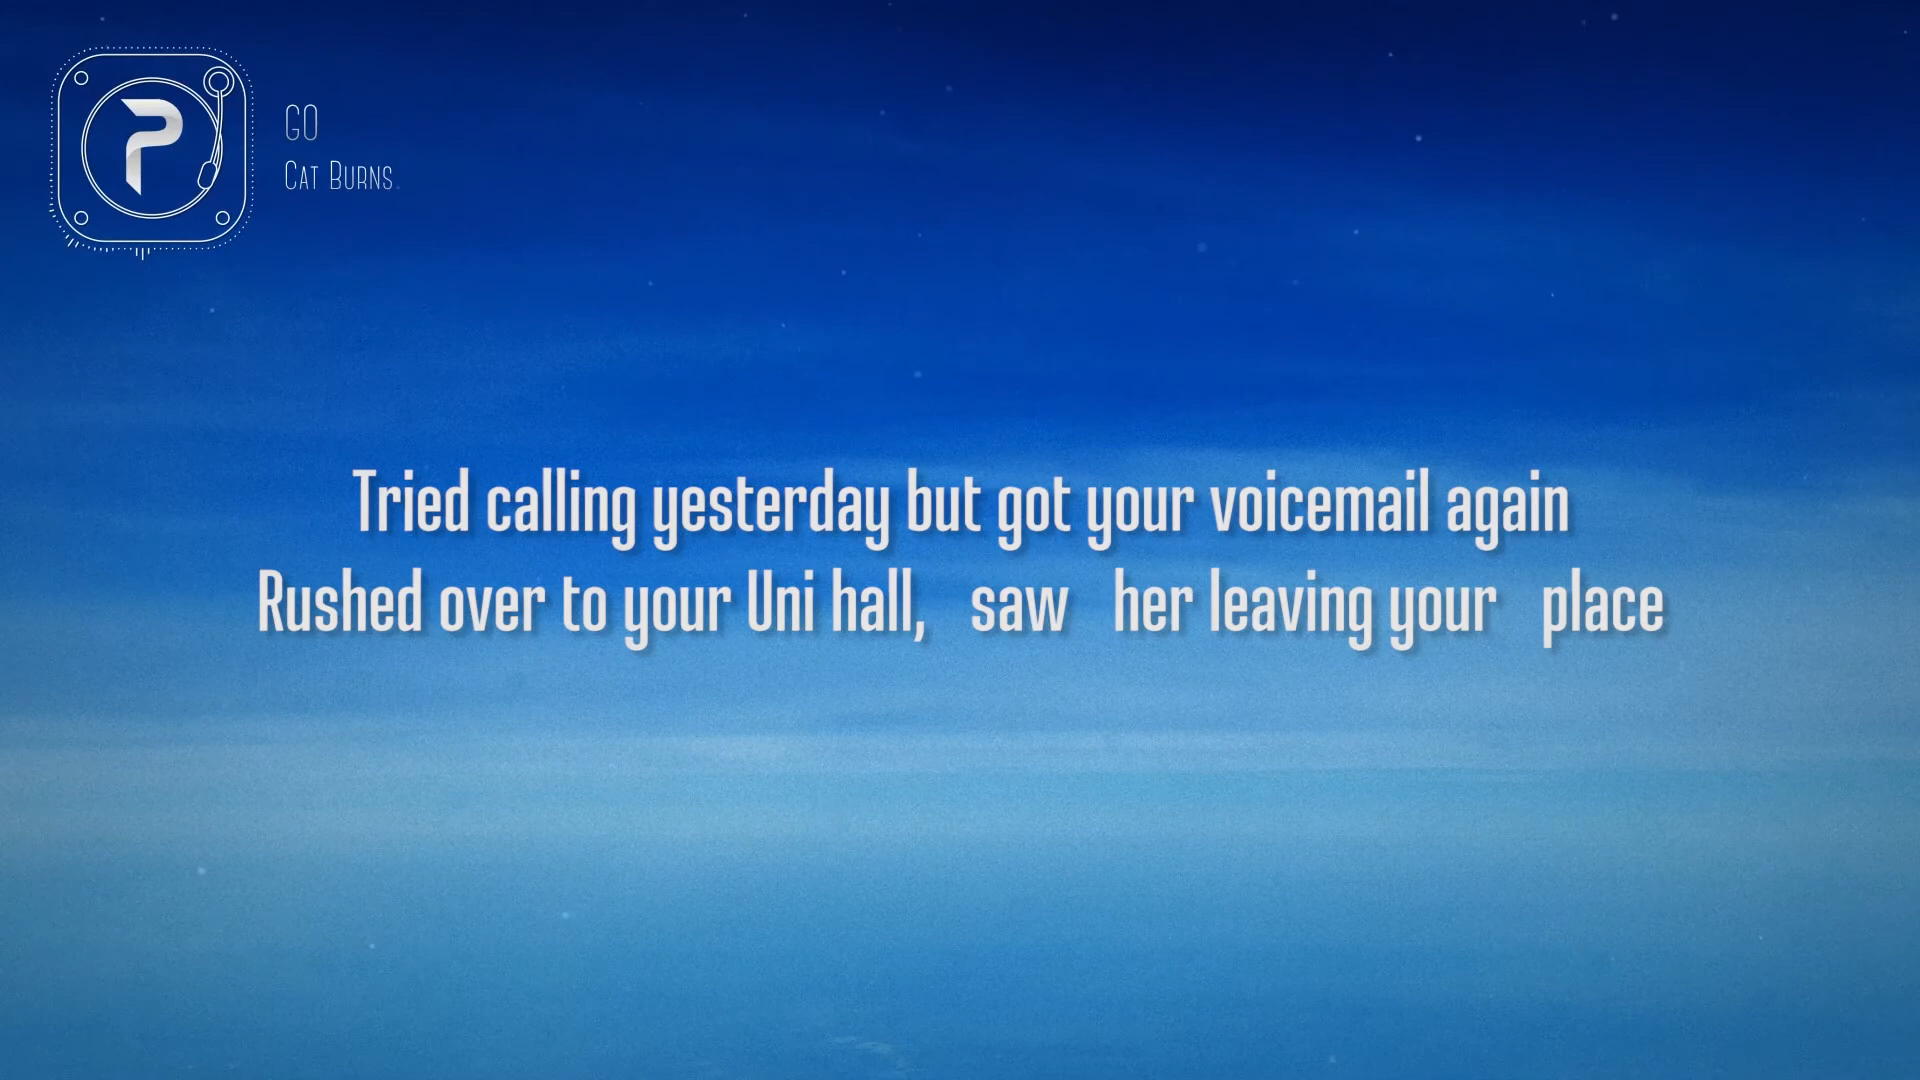 P
GO
Cat Burns
Tried calling yesterday but got your voicemail again
Rushed over to your Uni hall, saw her leaving your place